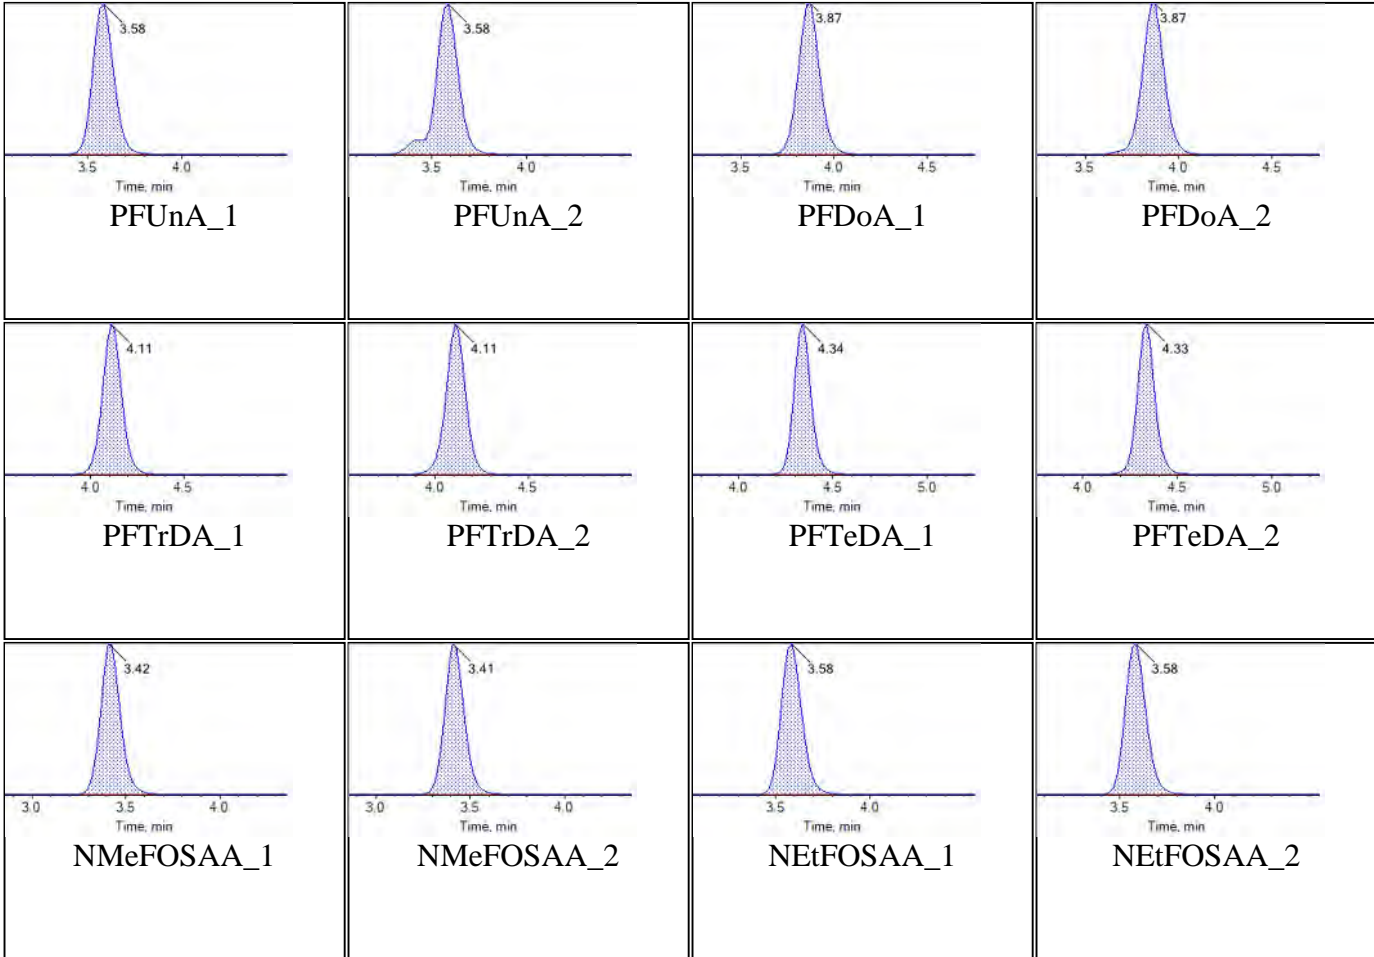 3.58
3.5 4.0
Time, min
PFUnA_1
3.58
3.5 4.0
Time, min
PFUnA_2
3.87
3.5 4.0 4.5
Time, min
PFDoA_1
3.87
3.5 4.0 4.5
Time, min
PFDoA_2
4.11
4.0 4.5
Time, min
PFTrDA_1
4.11
4.0 4.5
Time, min
PFTrDA_2
4.34
4.0 4.5 5.0
Time, min
PFTeDA_1
4.33
4.0 4.5 5.0
Time, min
PFTeDA_2
3.42
3.0 3.5 4.0
Time, min
NMeFOSAA_1
3.41
3.0 3.5 4.0
Time, min
NMeFOSAA_2
3.58
3.5 4.0
Time, min
NEtFOSAA_1
3.58
3.5 4.0
Time, min
NEtFOSAA_2